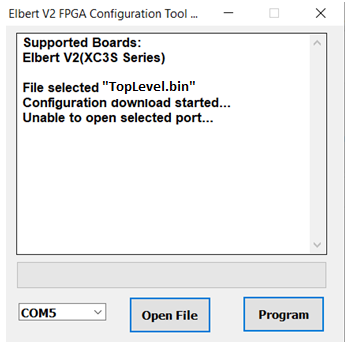 Elbert V2 FPGA Configuration Tool ...
Supported Boards:
Elbert V2(XC3S Series)
File selected "TopLevel.bin"
Configuration download started...
Unable to open selected port...
COM5
Open File
Program